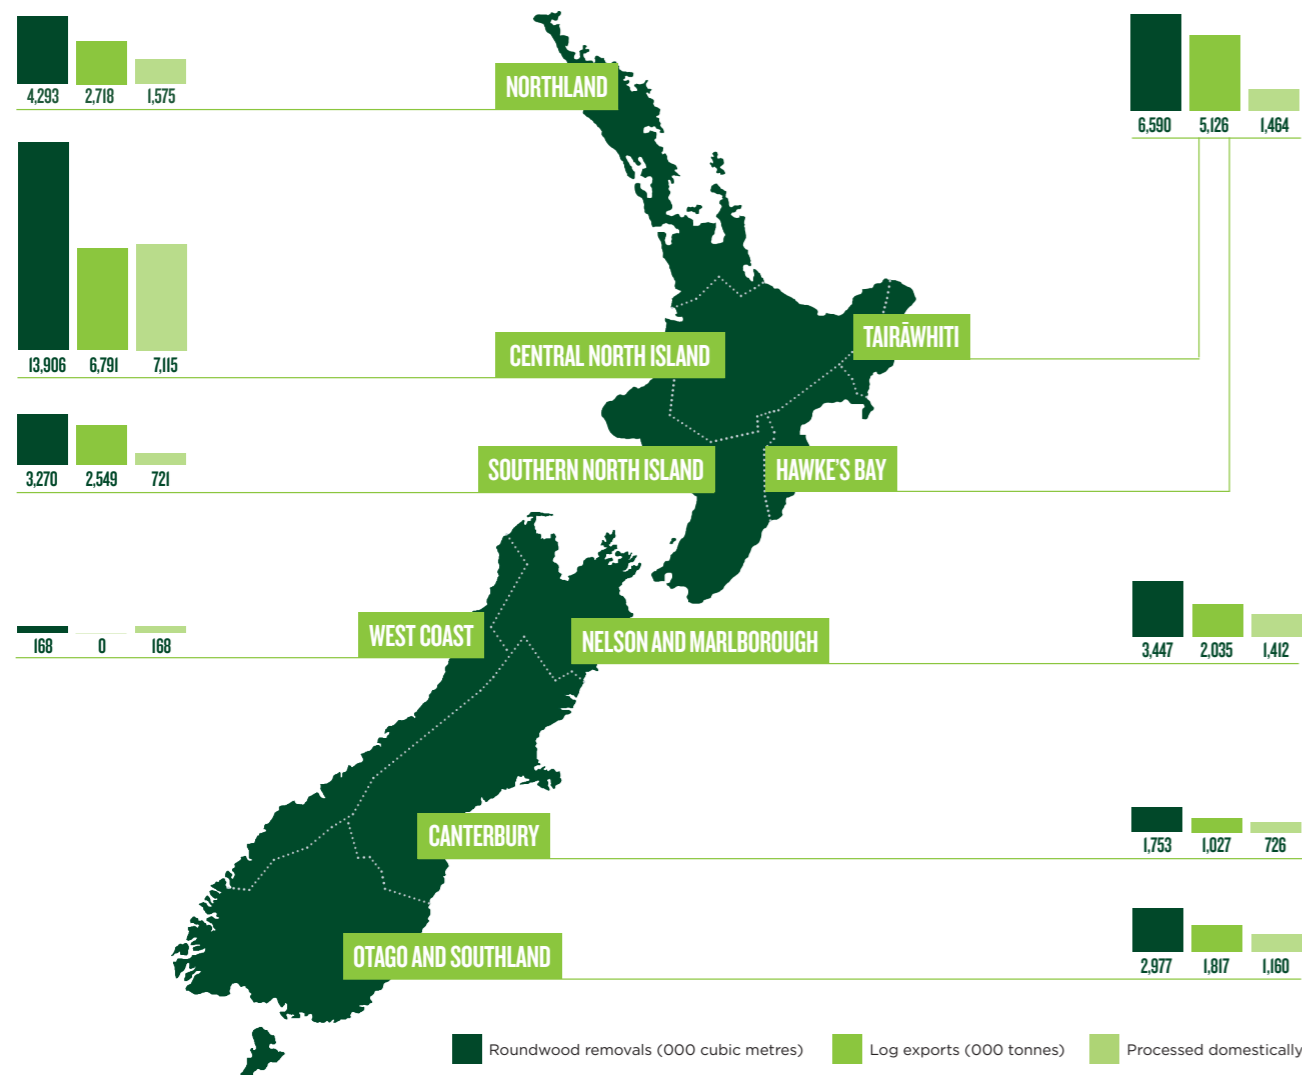 4,293 2,718 1,575
NORTHLAND
6,590 5,126 1,464
13,906 6,791 7,115
CENTRAL NORTH ISLAND
TAIRĀWHITI
3,270 2,549 721
SOUTHERN NORTH ISLAND
HAWKE'S BAY
168 0 168
WEST COAST
NELSON AND MARLBOROUGH
3,447 2,035 1,412
CANTERBURY
1,753 1,027 726
OTAGO AND SOUTHLAND
2,977 1,817 1,160
Roundwood removals (000 cubic metres) Log exports (000 tonnes) Processed domestically